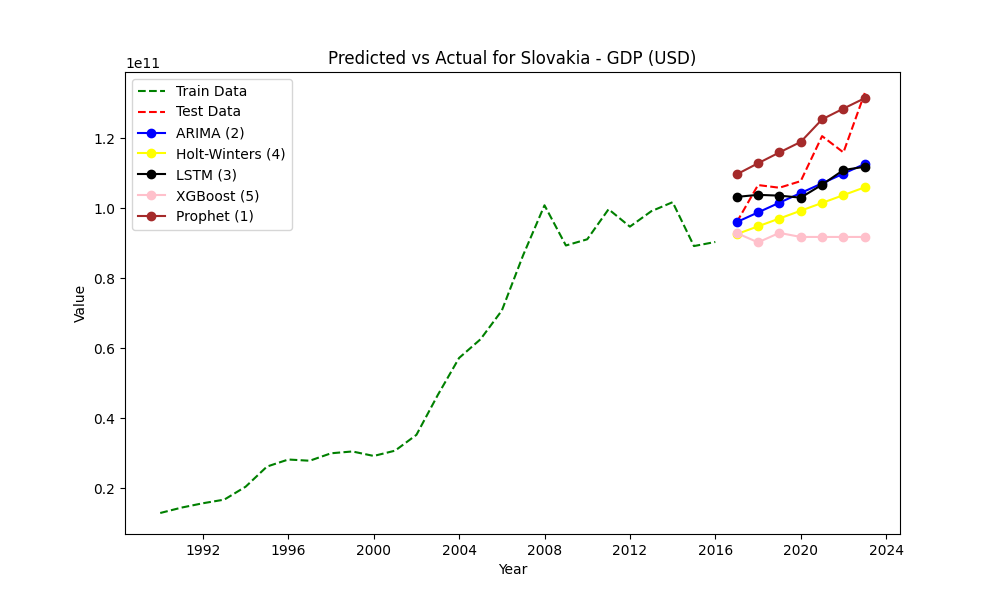 Predicted vs Actual for Slovakia - GDP (USD)
1e11
Train Data
Test Data
ARIMA (2)
Holt-Winters (4)
LSTM (3)
XGBoost (5)
Prophet (1)
1.2
1.0
0.8
0.6
0.4
0.2
Value
1992 1996 2000 2004 2008 2012 2016 2020 2024
Year